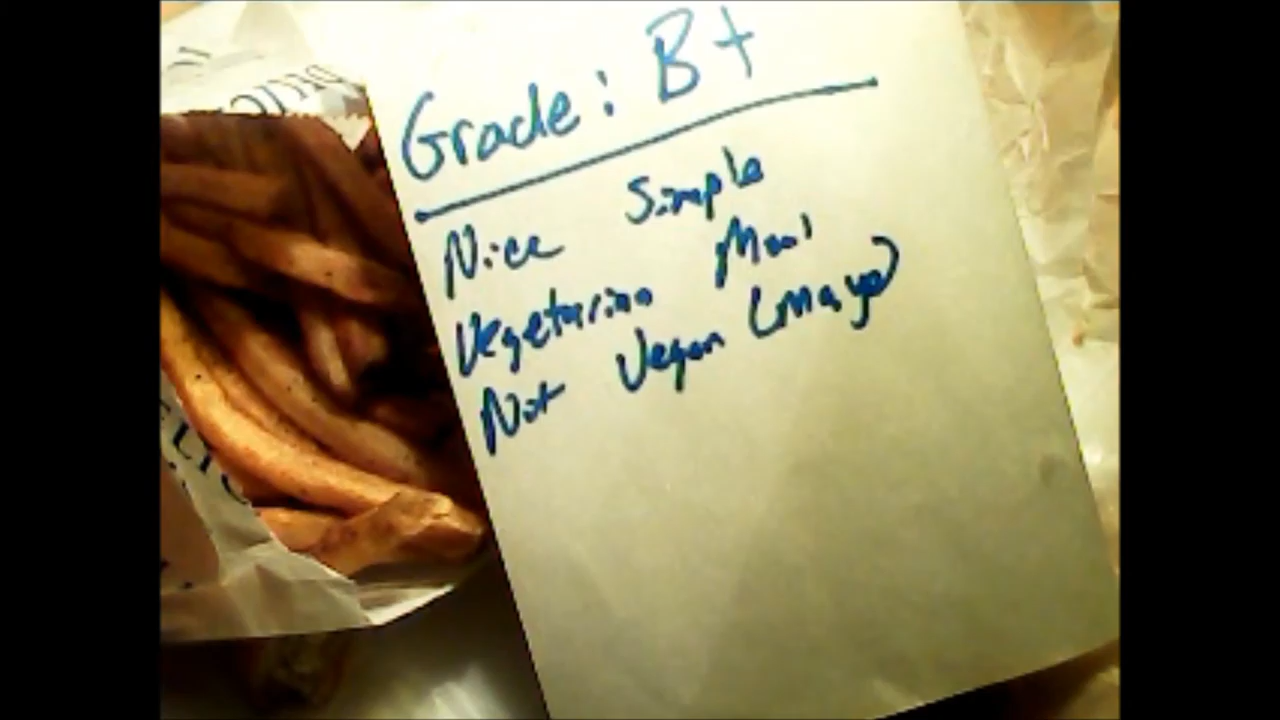 Grade: B+
Nice Simple
Vegetarian Meal
Not Vegan (mayo)